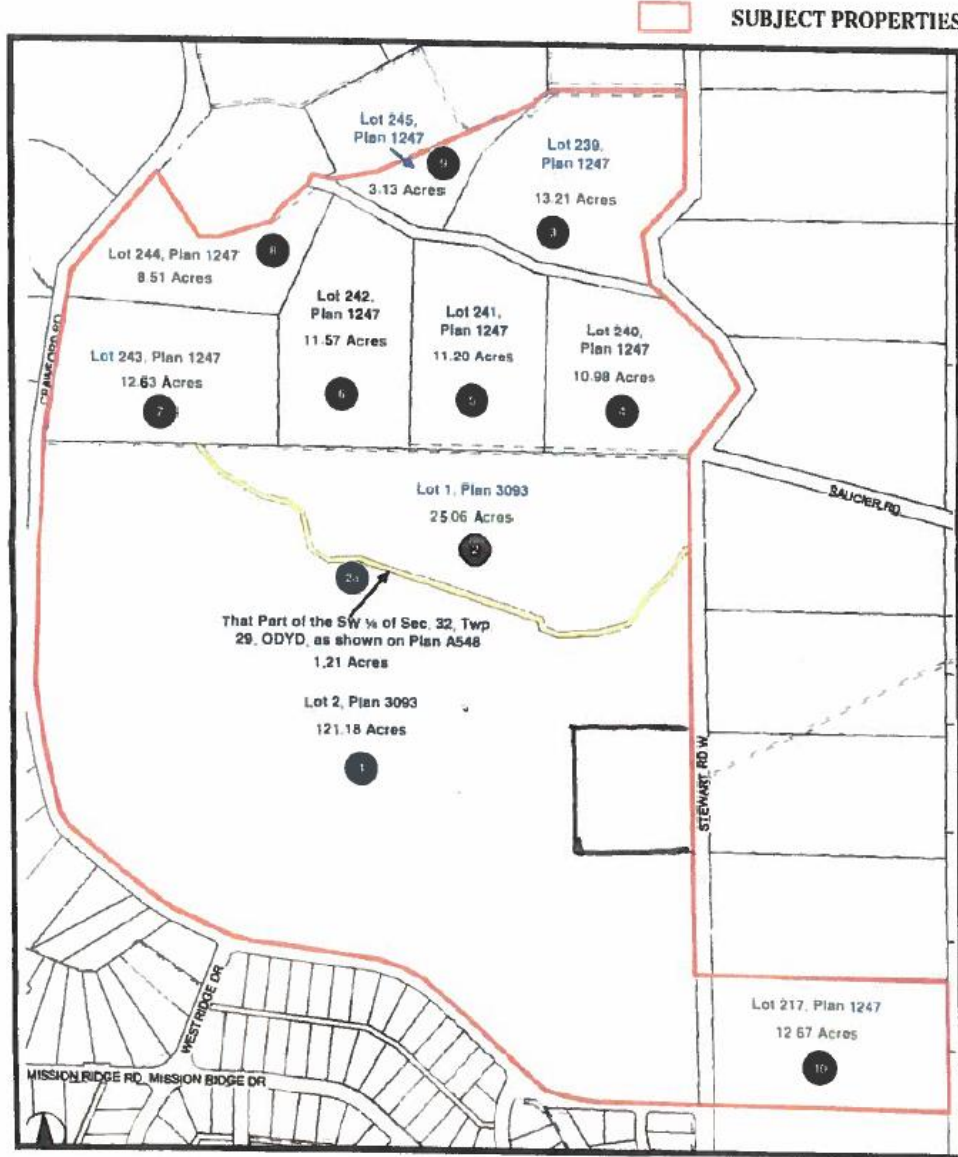 SUBJECT PROPERTIES
Lot 245,
Plan 1247
3.13 Acres
9
Lot 239,
Plan 1247
13.21 Acres
3
Lot 244, Plan 1247
8.51 Acres
8
Lot 242,
Plan 1247
11.57 Acres
6
Lot 241,
Plan 1247
11.20 Acres
5
Lot 240,
Plan 1247
10.98 Acres
4
CRAWFORD RD
Lot 243, Plan 1247
12.63 Acres
7
Lot 1, Plan 3093
25.06 Acres
2
SAUCIER RD
2a
That Part of the SW ¼ of Sec. 32, Twp
29, ODYD, as shown on Plan A548
1.21 Acres
Lot 2, Plan 3093
121.18 Acres
1
STEWART RD W
Lot 217, Plan 1247
12.67 Acres
10
WEST RIDGE DR
MISSION RIDGE RD MISSION RIDGE DR